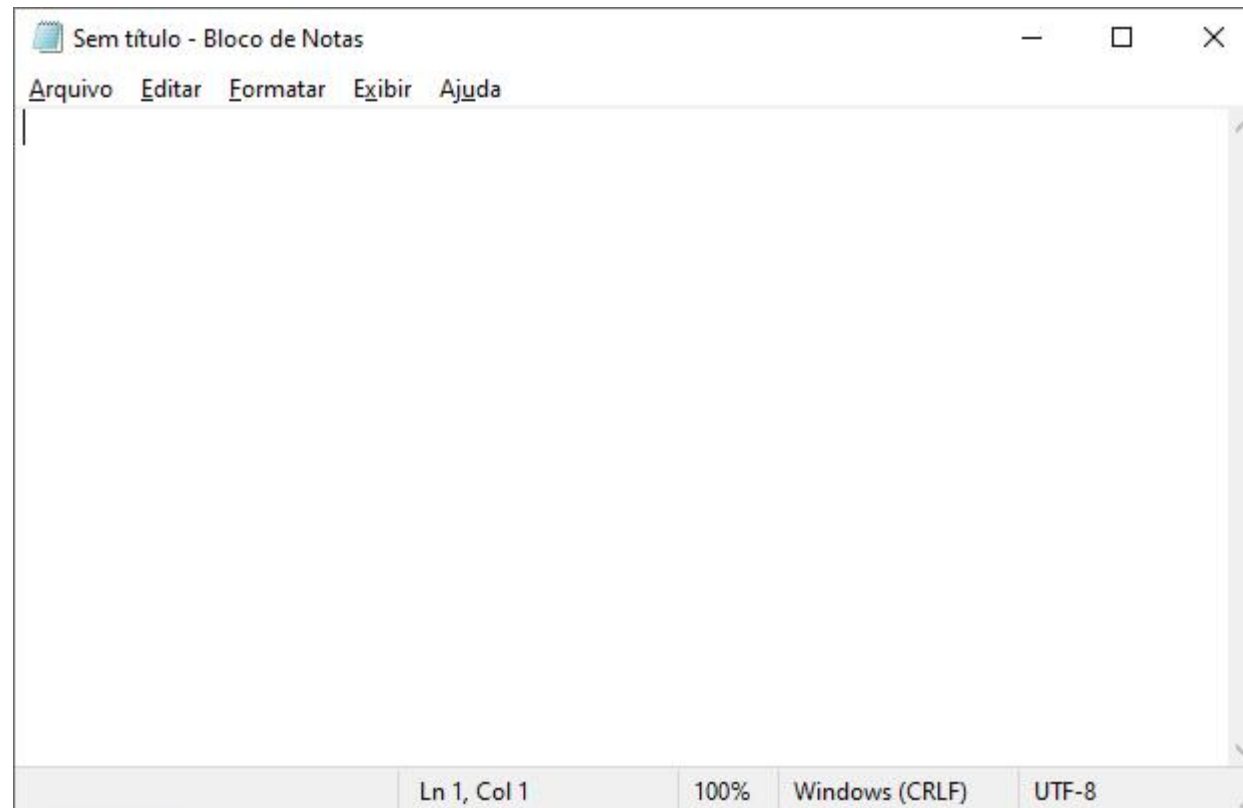 Sem título - Bloco de Notas
Arquivo Editar Formatar Exibir Ajuda
Ln 1, Col 1 100% Windows (CRLF) UTF-8